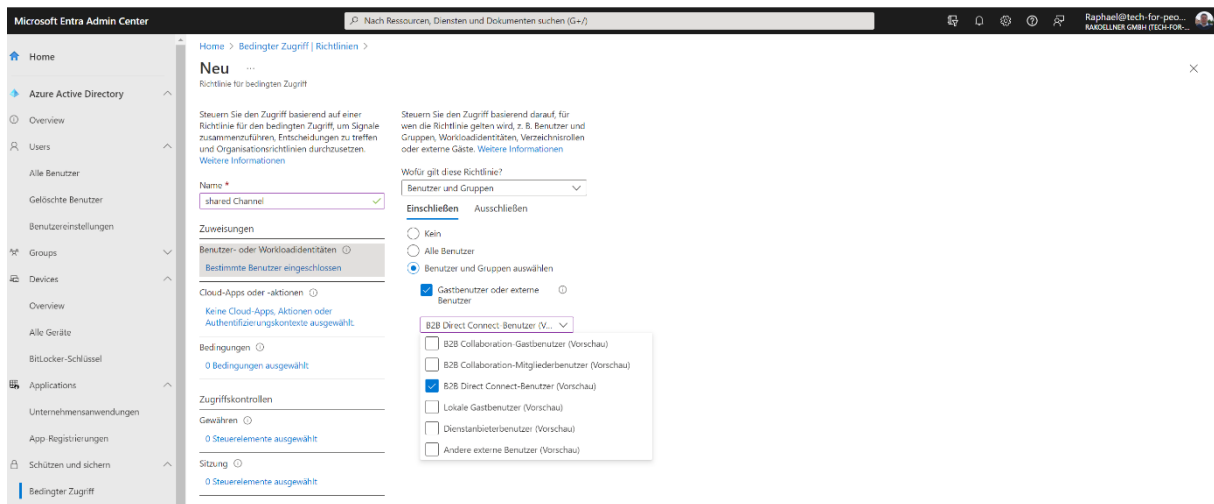 Microsoft Entra Admin Center
Nach Ressourcen, Diensten und Dokumenten suchen (G+/)
Raphael@tech-for-peo...
RAKOELLNER GMBH (TECH-FOR-...
Home
Azure Active Directory
Overview
Users
Alle Benutzer
Gelöschte Benutzer
Benutzereinstellungen
Groups
Devices
Overview
Alle Geräte
BitLocker-Schlüssel
Applications
Unternehmensanwendungen
App-Registrierungen
Schützen und sichern
Bedingter Zugriff
Home > Bedingter Zugriff | Richtlinien >
Neu ...
Richtlinie für bedingten Zugriff
Steuern Sie den Zugriff basierend auf einer
Richtlinie für den bedingten Zugriff, um Signale
zusammenzuführen, Entscheidungen zu treffen
und Organisationsrichtlinien durchzusetzen.
Weitere Informationen
Name *
shared Channel
Zuweisungen
Benutzer- oder Workloadidentitäten
Bestimmte Benutzer eingeschlossen
Cloud-Apps oder -aktionen
Keine Cloud-Apps, Aktionen oder
Authentifizierungskontexte ausgewählt.
Bedingungen
0 Bedingungen ausgewählt
Zugriffskontrollen
Gewähren
0 Steuerelemente ausgewählt
Sitzung
0 Steuerelemente ausgewählt
Steuern Sie den Zugriff basierend darauf, für
wen die Richtlinie gelten wird, z. B. Benutzer und
Gruppen, Workloadidentitäten, Verzeichnisrollen
oder externe Gäste. Weitere Informationen
Wofür gilt diese Richtlinie?
Benutzer und Gruppen
Einschließen Ausschließen
Kein
Alle Benutzer
Benutzer und Gruppen auswählen
Gastbenutzer oder externe
Benutzer
B2B Direct Connect-Benutzer (V...
B2B Collaboration-Gastbenutzer (Vorschau)
B2B Collaboration-Mitgliederbenutzer (Vorschau)
B2B Direct Connect-Benutzer (Vorschau)
Lokale Gastbenutzer (Vorschau)
Dienstanbieterbenutzer (Vorschau)
Andere externe Benutzer (Vorschau)